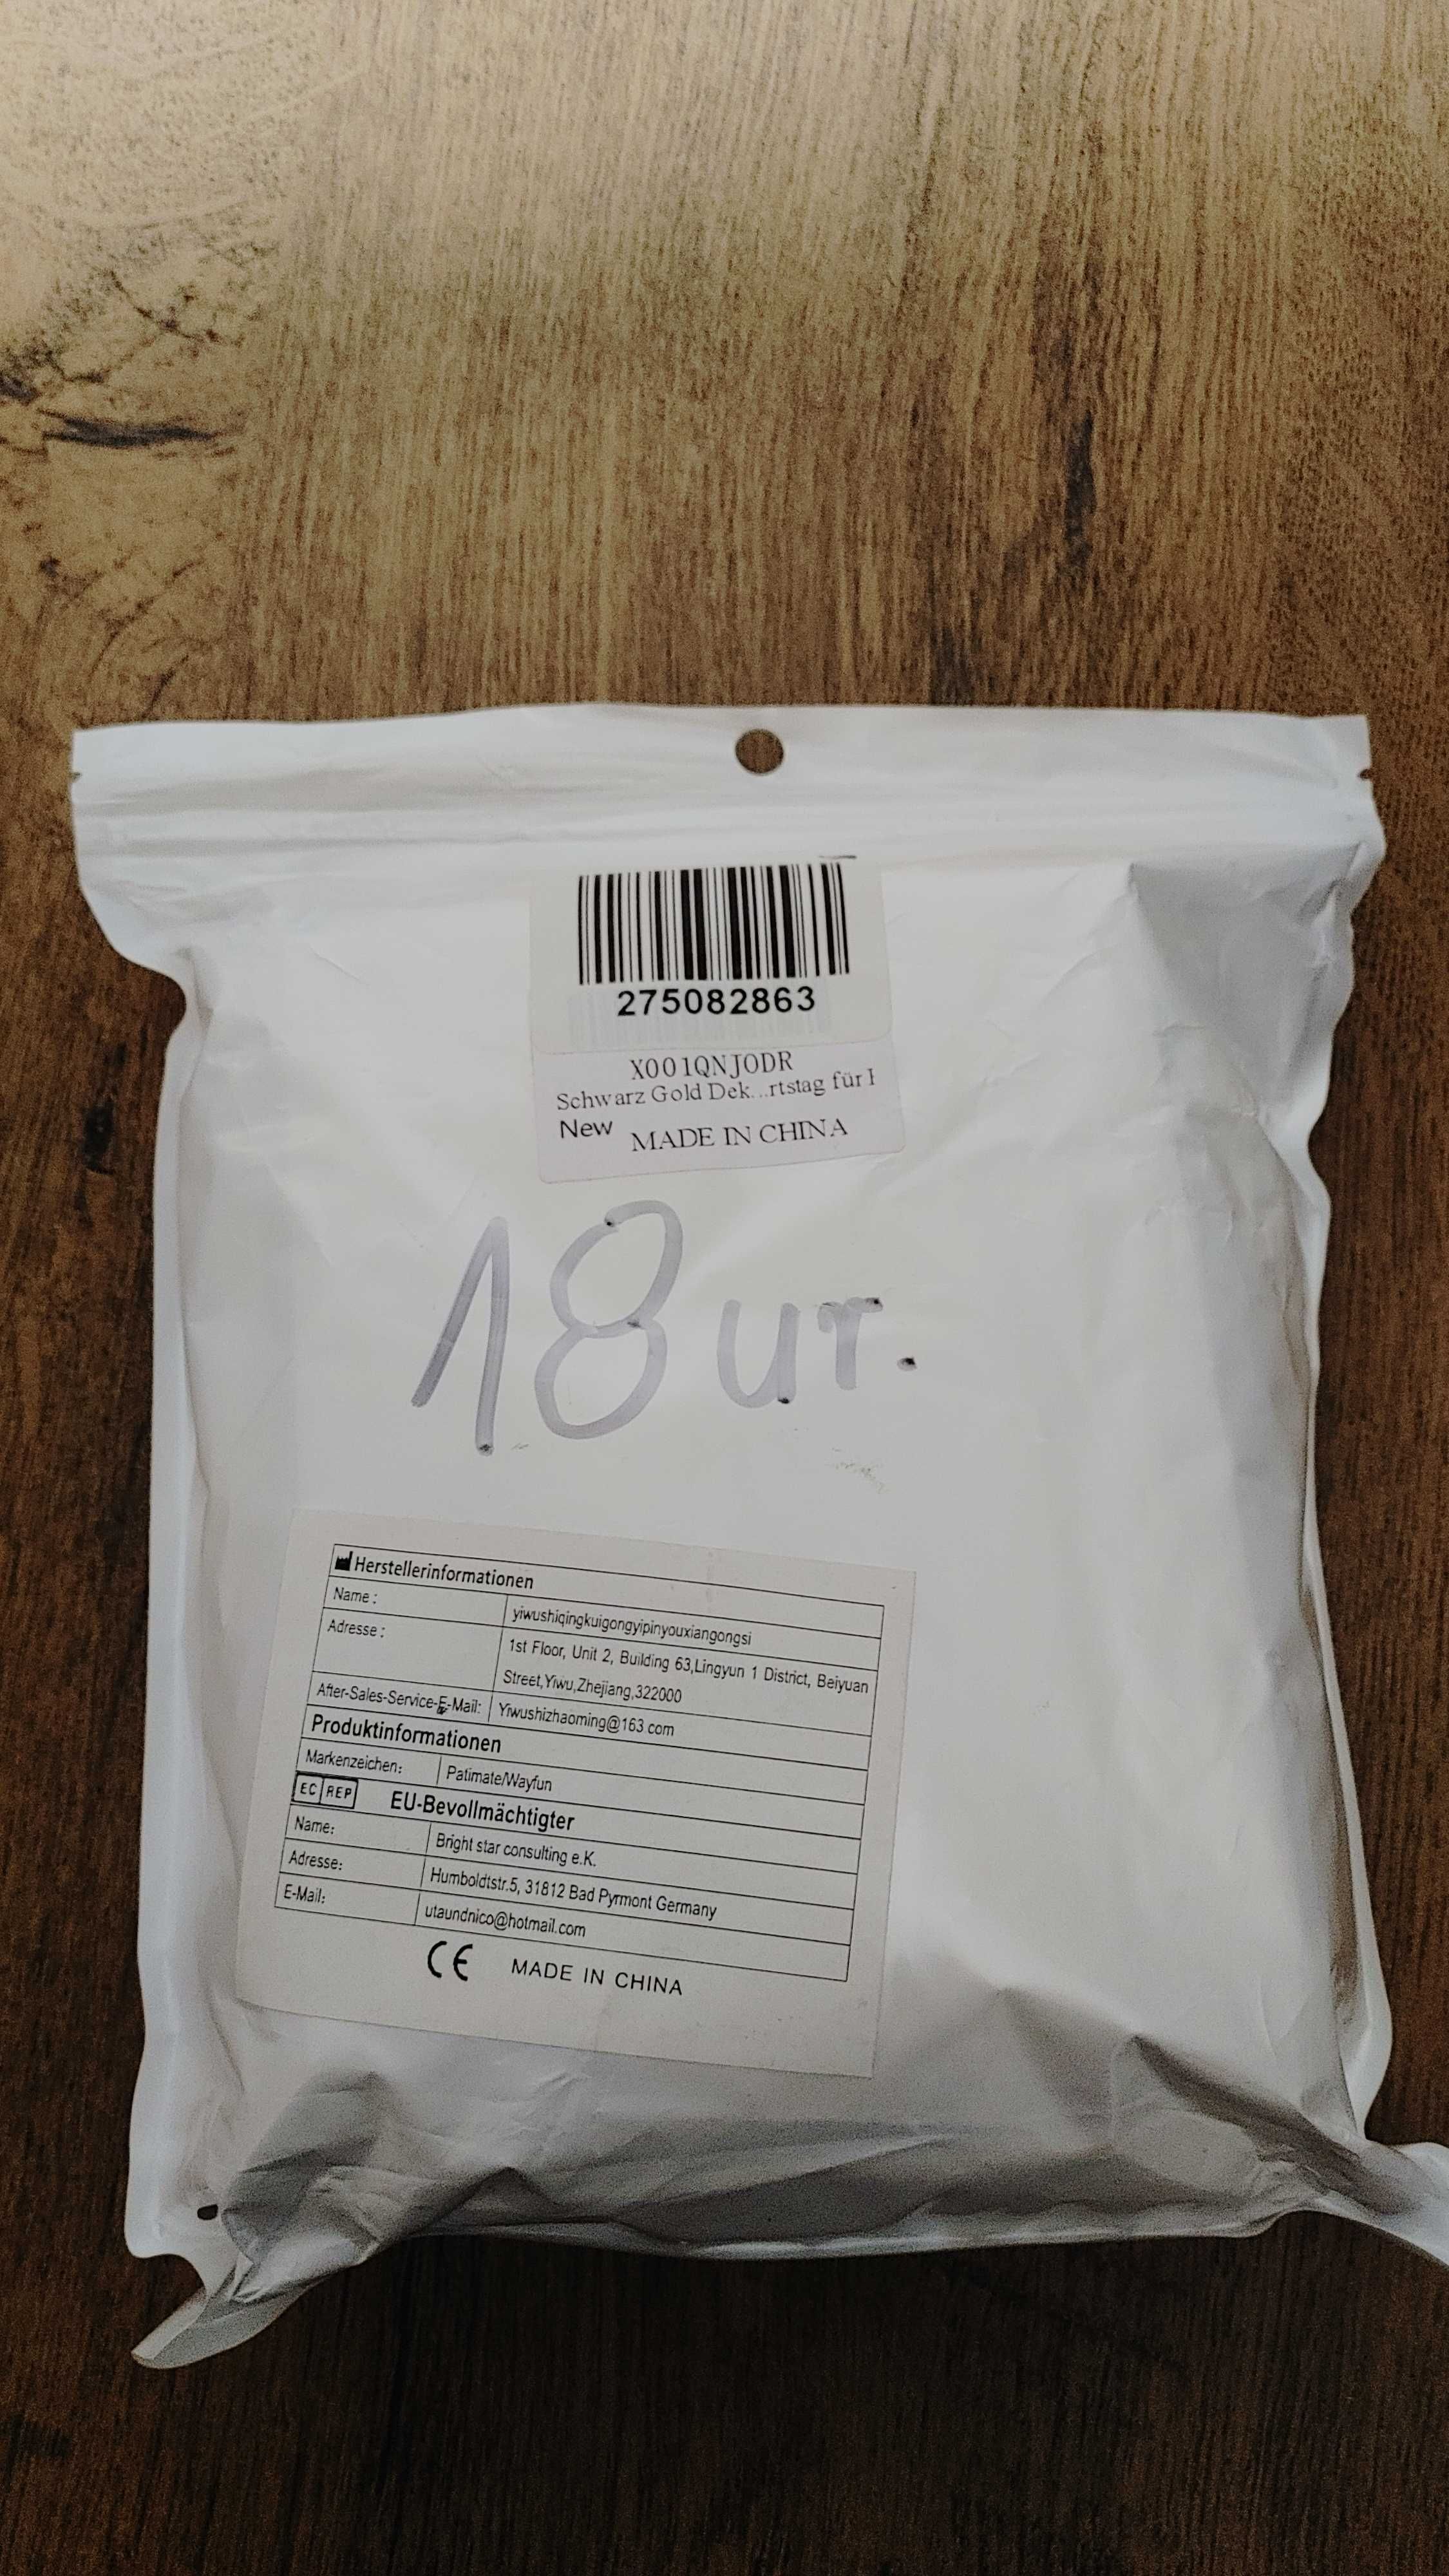 275082863
X001QNJODR
Schwarz Gold Dek...rtstag für
New MADE IN CHINA
18 ur.
Herstellerinformationen
Name: yiwushiqingkuigongyipinyouxiangongsi
Adresse: 1st Floor, Unit 2, Building 63,Lingyun 1 District, Beiyuan
Street,Yiwu,Zhejiang,322000
After-Sales-Service-E-Mail: Yiwushizhaoming@163.com
Produktinformationen
Markenzeichen: Patimate/Wayfun
EC REP EU-Bevollmächtigter
Name: Bright star consulting e.K.
Adresse: Humboldtstr.5, 31812 Bad Pyrmont Germany
E-Mail: utaundnico@hotmail.com
CE MADE IN CHINA